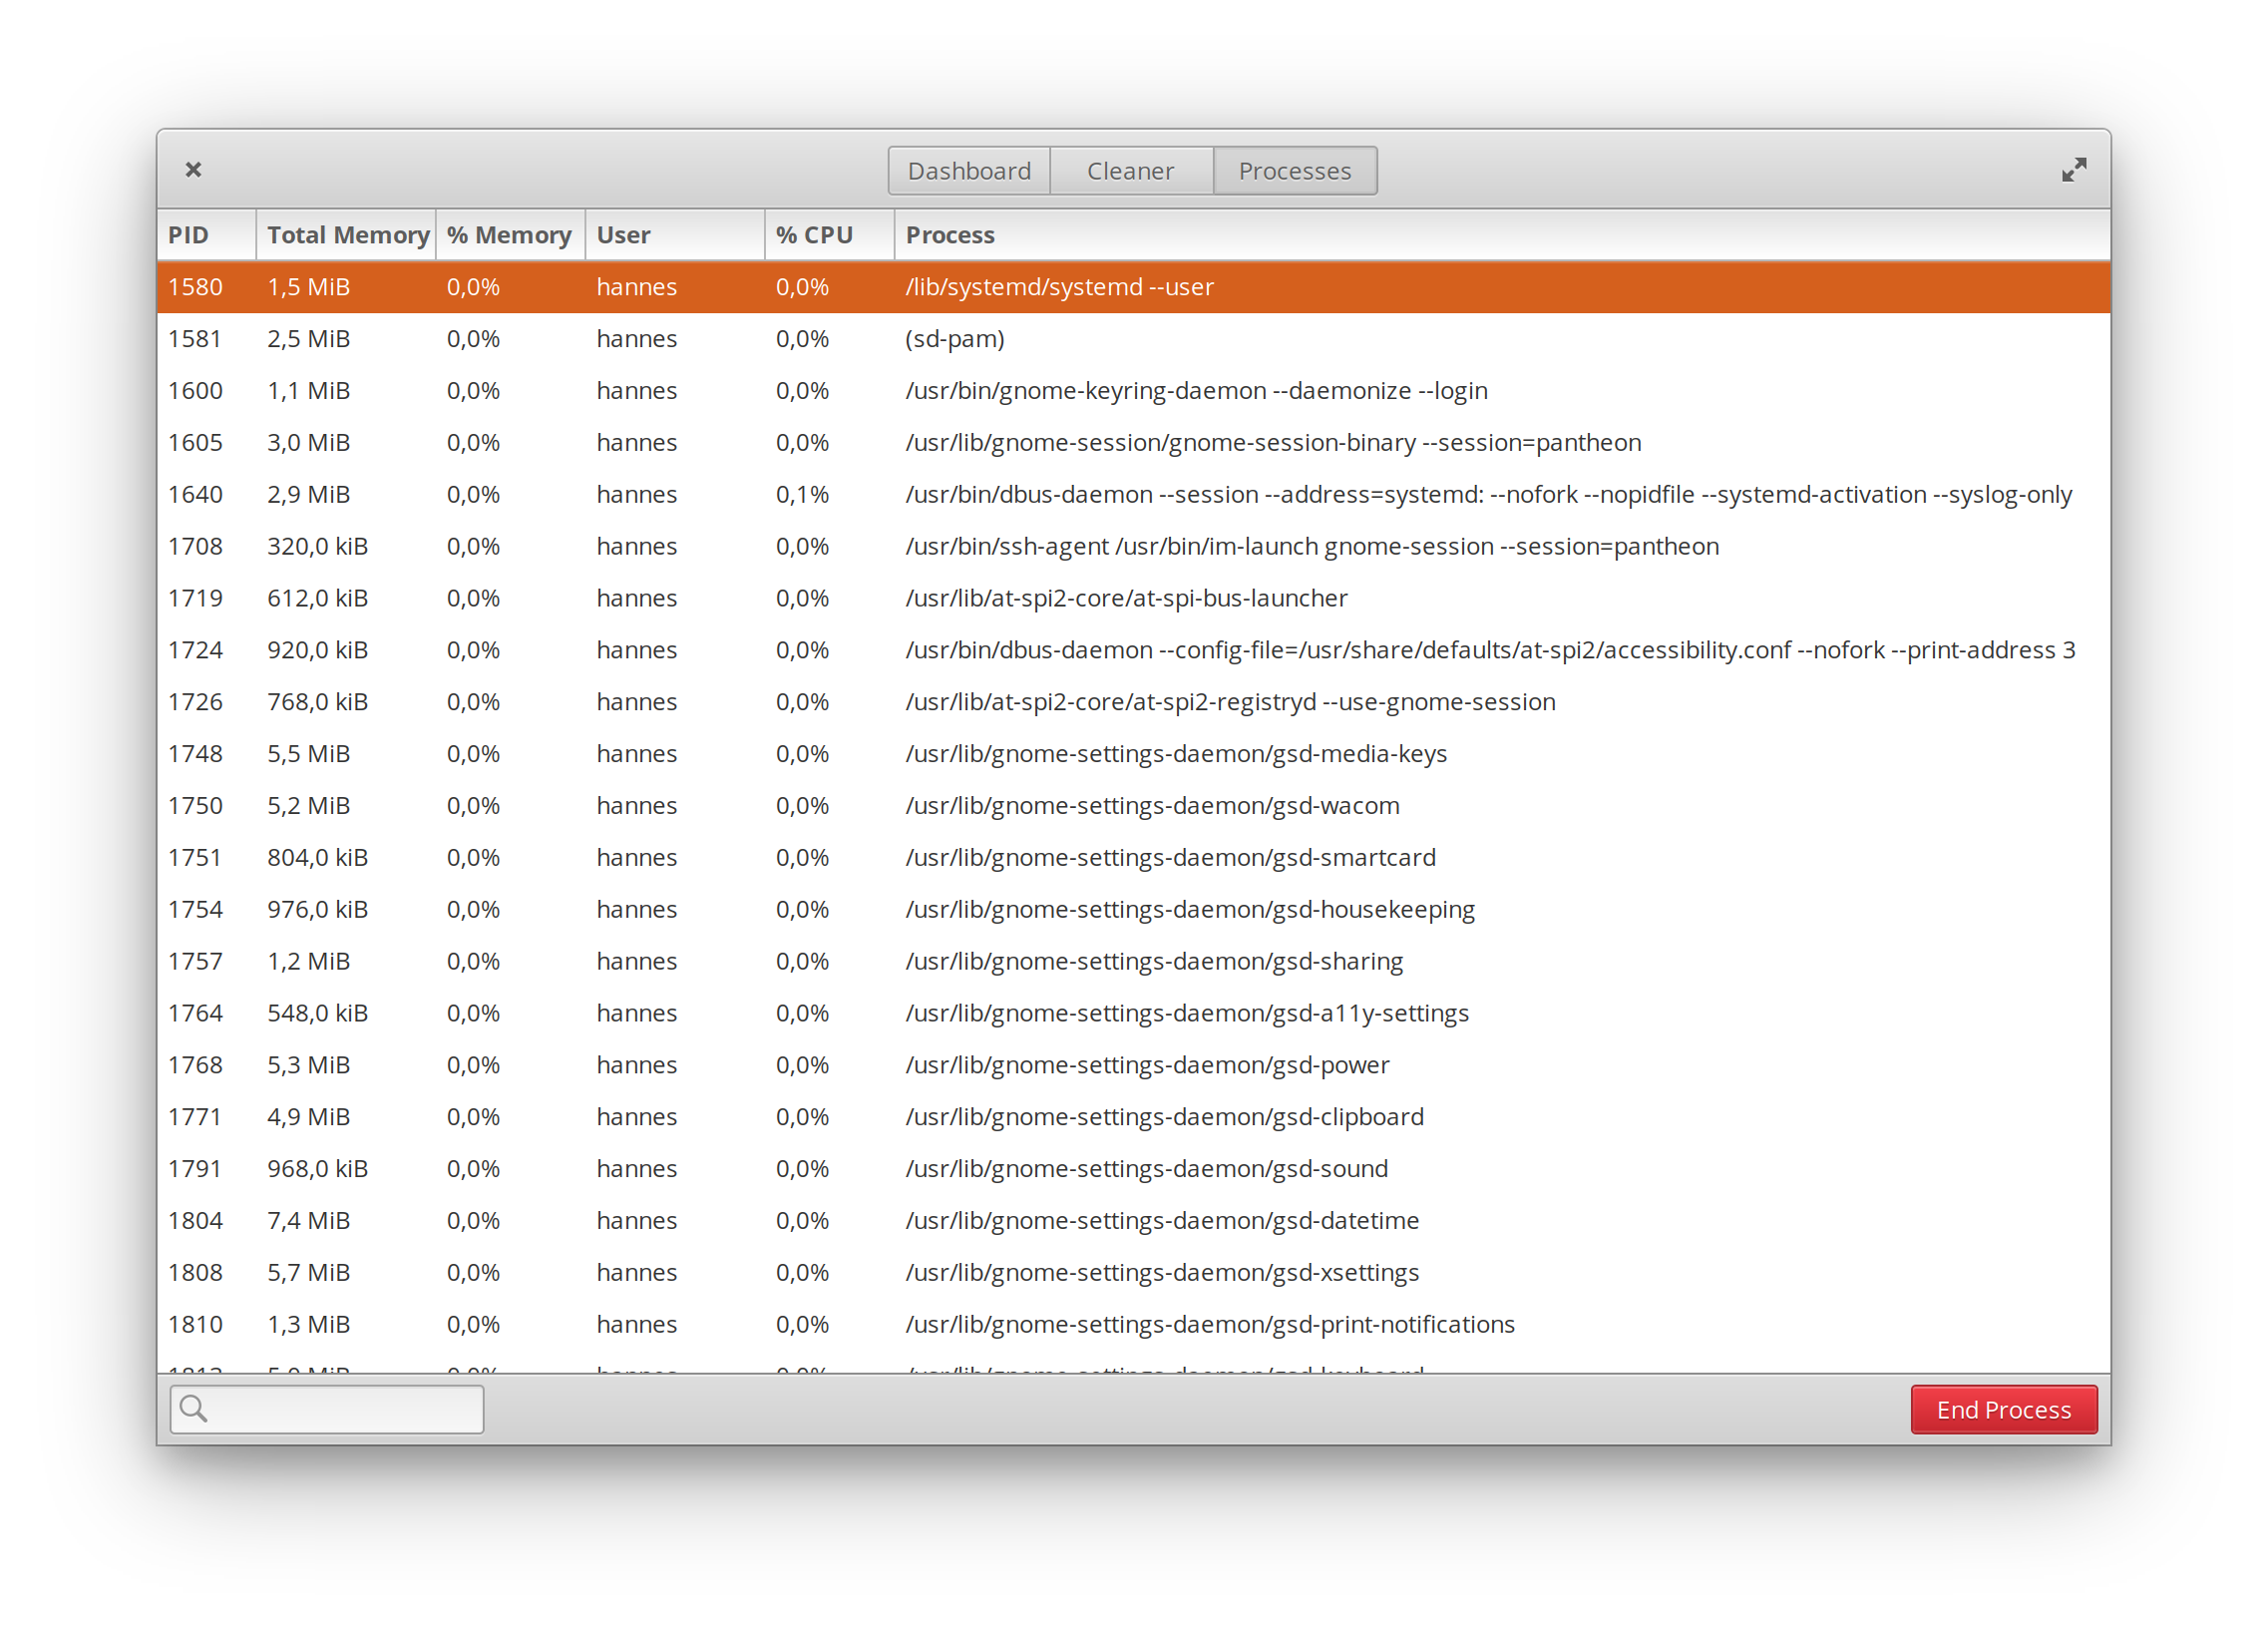 Dashboard Cleaner Processes
PID Total Memory % Memory User % CPU Process
1580 1,5 MiB 0,0% hannes 0,0% /lib/systemd/systemd --user
1581 2,5 MiB 0,0% hannes 0,0% (sd-pam)
1600 1,1 MiB 0,0% hannes 0,0% /usr/bin/gnome-keyring-daemon --daemonize --login
1605 3,0 MiB 0,0% hannes 0,0% /usr/lib/gnome-session/gnome-session-binary --session=pantheon
1640 2,9 MiB 0,0% hannes 0,1% /usr/bin/dbus-daemon --session --address=systemd: --nofork --nopidfile --systemd-activation --syslog-only
1708 320,0 kiB 0,0% hannes 0,0% /usr/bin/ssh-agent /usr/bin/im-launch gnome-session --session=pantheon
1719 612,0 kiB 0,0% hannes 0,0% /usr/lib/at-spi2-core/at-spi-bus-launcher
1724 920,0 kiB 0,0% hannes 0,0% /usr/bin/dbus-daemon --config-file=/usr/share/defaults/at-spi2/accessibility.conf --nofork --print-address 3
1726 768,0 kiB 0,0% hannes 0,0% /usr/lib/at-spi2-core/at-spi2-registryd --use-gnome-session
1748 5,5 MiB 0,0% hannes 0,0% /usr/lib/gnome-settings-daemon/gsd-media-keys
1750 5,2 MiB 0,0% hannes 0,0% /usr/lib/gnome-settings-daemon/gsd-wacom
1751 804,0 kiB 0,0% hannes 0,0% /usr/lib/gnome-settings-daemon/gsd-smartcard
1754 976,0 kiB 0,0% hannes 0,0% /usr/lib/gnome-settings-daemon/gsd-housekeeping
1757 1,2 MiB 0,0% hannes 0,0% /usr/lib/gnome-settings-daemon/gsd-sharing
1764 548,0 kiB 0,0% hannes 0,0% /usr/lib/gnome-settings-daemon/gsd-a11y-settings
1768 5,3 MiB 0,0% hannes 0,0% /usr/lib/gnome-settings-daemon/gsd-power
1771 4,9 MiB 0,0% hannes 0,0% /usr/lib/gnome-settings-daemon/gsd-clipboard
1791 968,0 kiB 0,0% hannes 0,0% /usr/lib/gnome-settings-daemon/gsd-sound
1804 7,4 MiB 0,0% hannes 0,0% /usr/lib/gnome-settings-daemon/gsd-datetime
1808 5,7 MiB 0,0% hannes 0,0% /usr/lib/gnome-settings-daemon/gsd-xsettings
1810 1,3 MiB 0,0% hannes 0,0% /usr/lib/gnome-settings-daemon/gsd-print-notifications
End Process